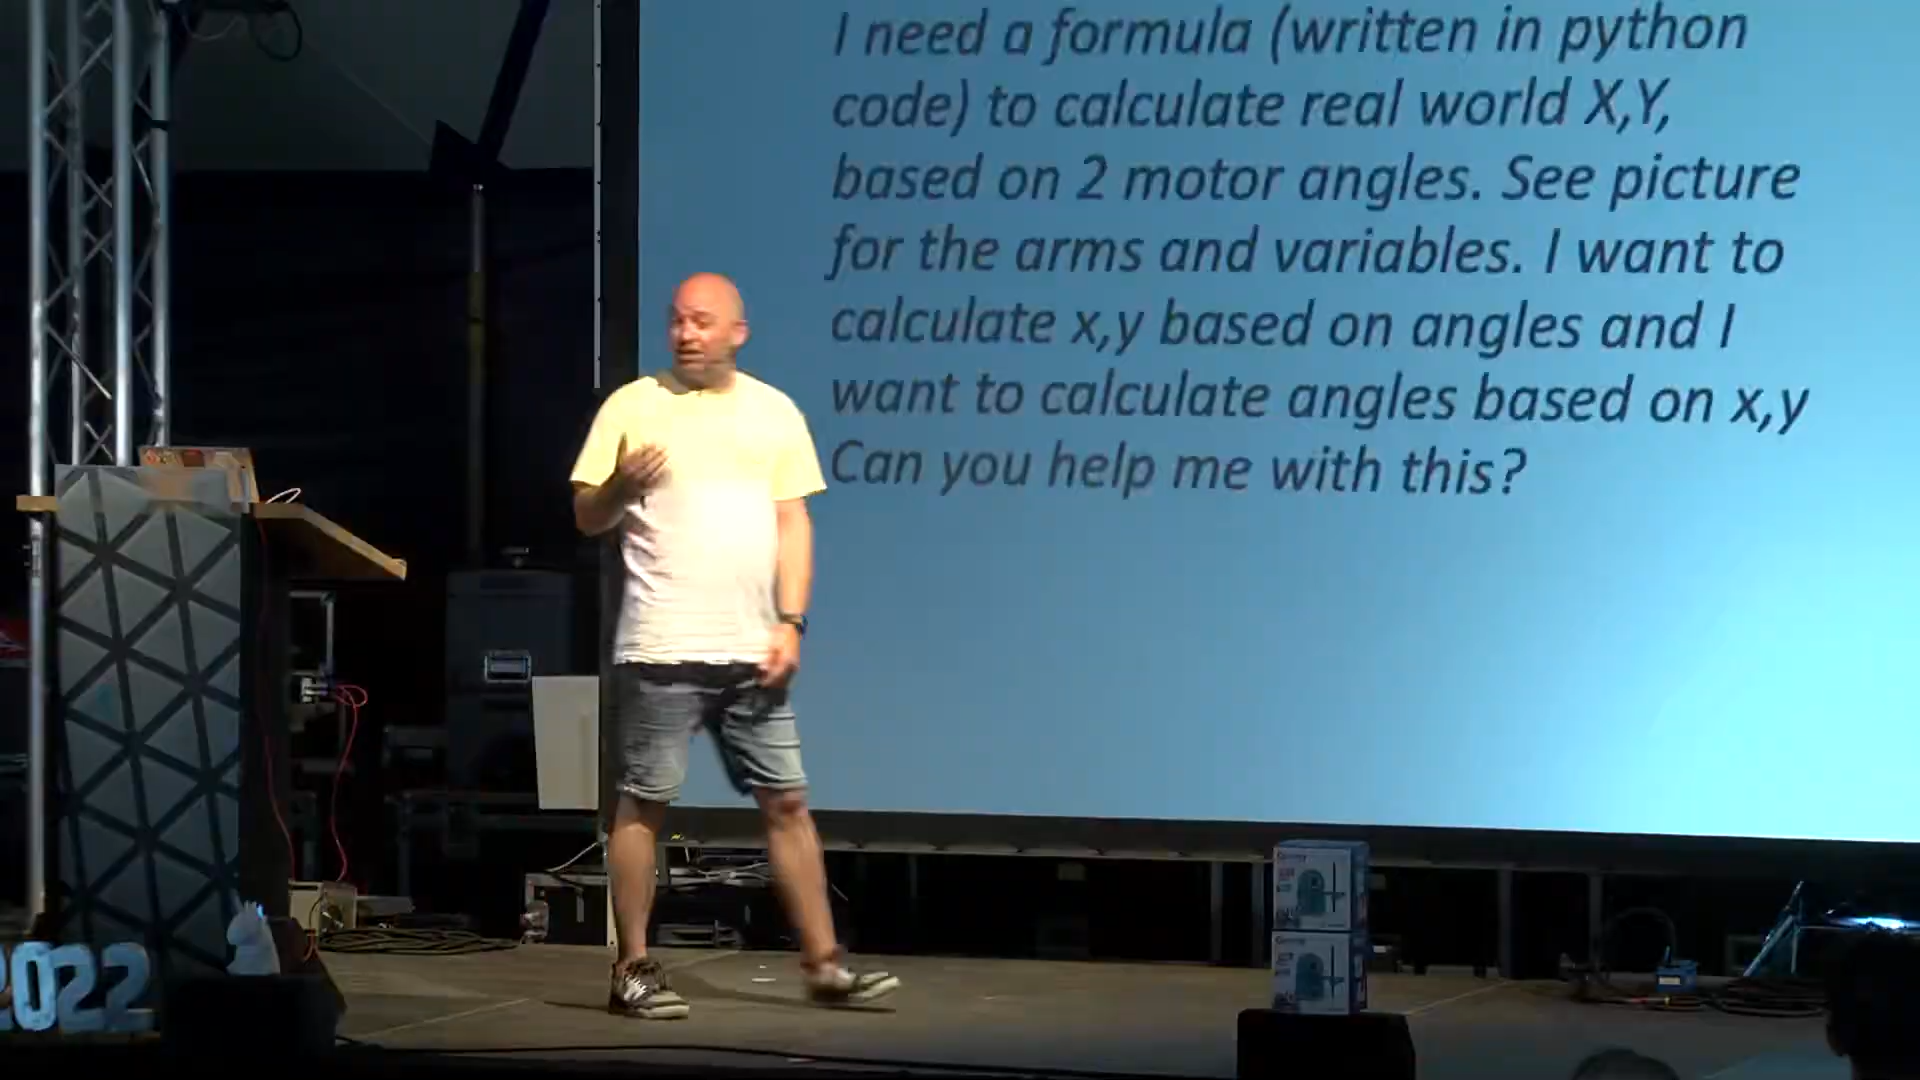 I need a formula (written in python
code) to calculate real world X,Y,
based on 2 motor angles. See picture
for the arms and variables. I want to
calculate x,y based on angles and I
want to calculate angles based on x,y
Can you help me with this?
2022